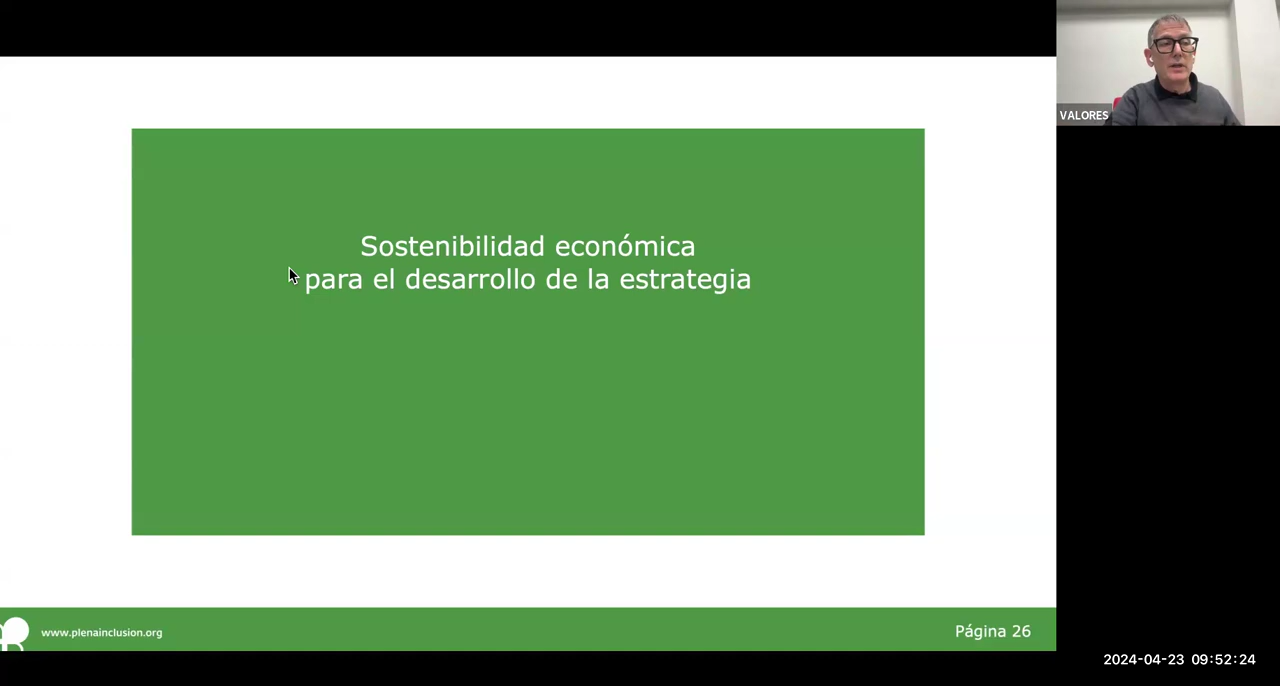 VALORES
Sostenibilidad económica
para el desarrollo de la estrategia
www.plenainclusion.org
Página 26
2024-04-23 09:52:24